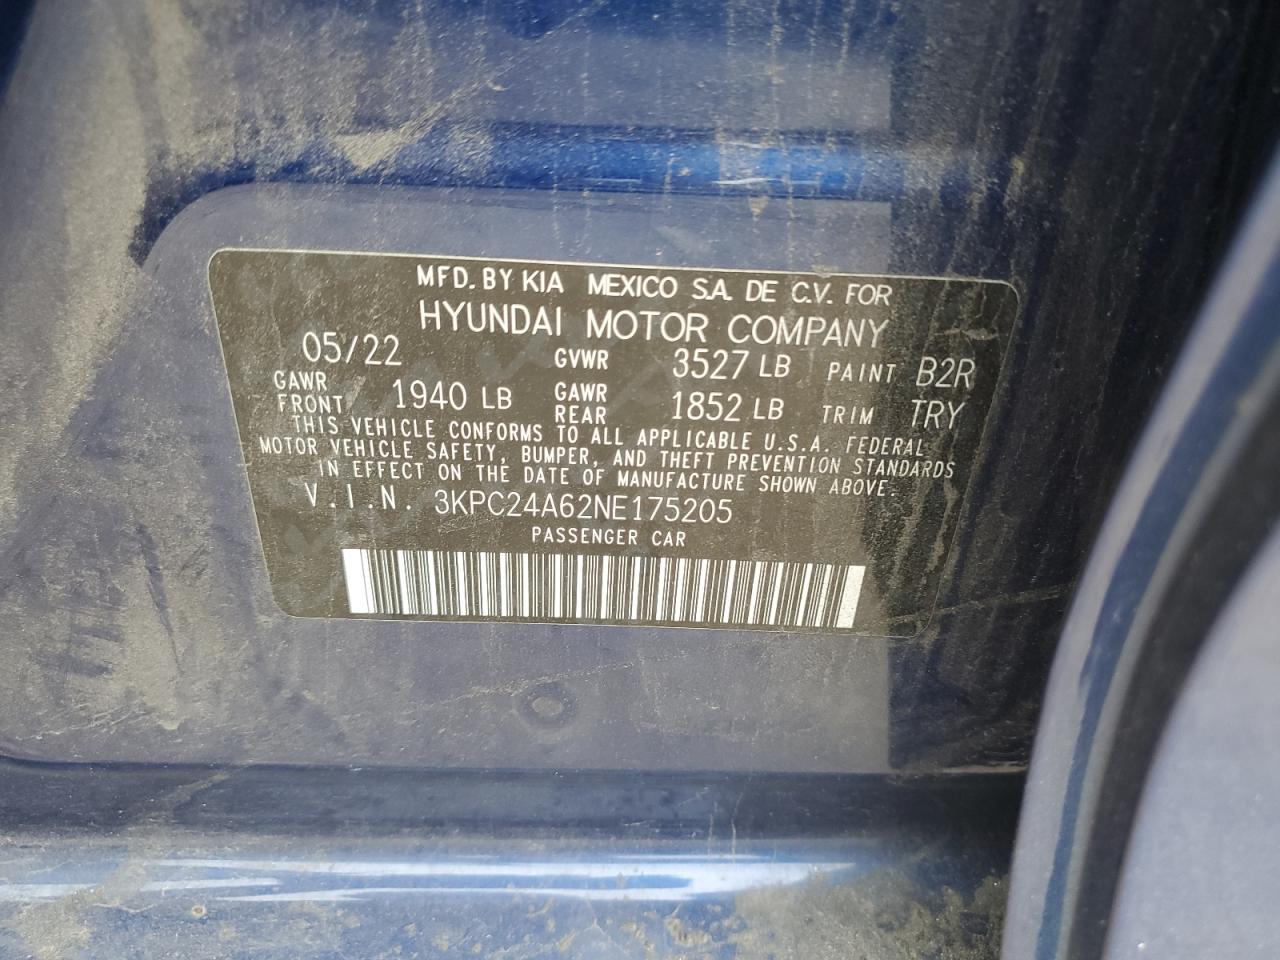 MFD. BY KIA MEXICO S.A. DE C.V. FOR
HYUNDAI MOTOR COMPANY
05/22 GVWR 3527 LB PAINT B2R
GAWR FRONT 1940 LB GAWR REAR 1852 LB TRIM TRY
THIS VEHICLE CONFORMS TO ALL APPLICABLE U.S.A. FEDERAL
MOTOR VEHICLE SAFETY, BUMPER, AND THEFT PREVENTION STANDARDS
IN EFFECT ON THE DATE OF MANUFACTURE SHOWN ABOVE.
V.I.N. 3KPC24A62NE175205
PASSENGER CAR